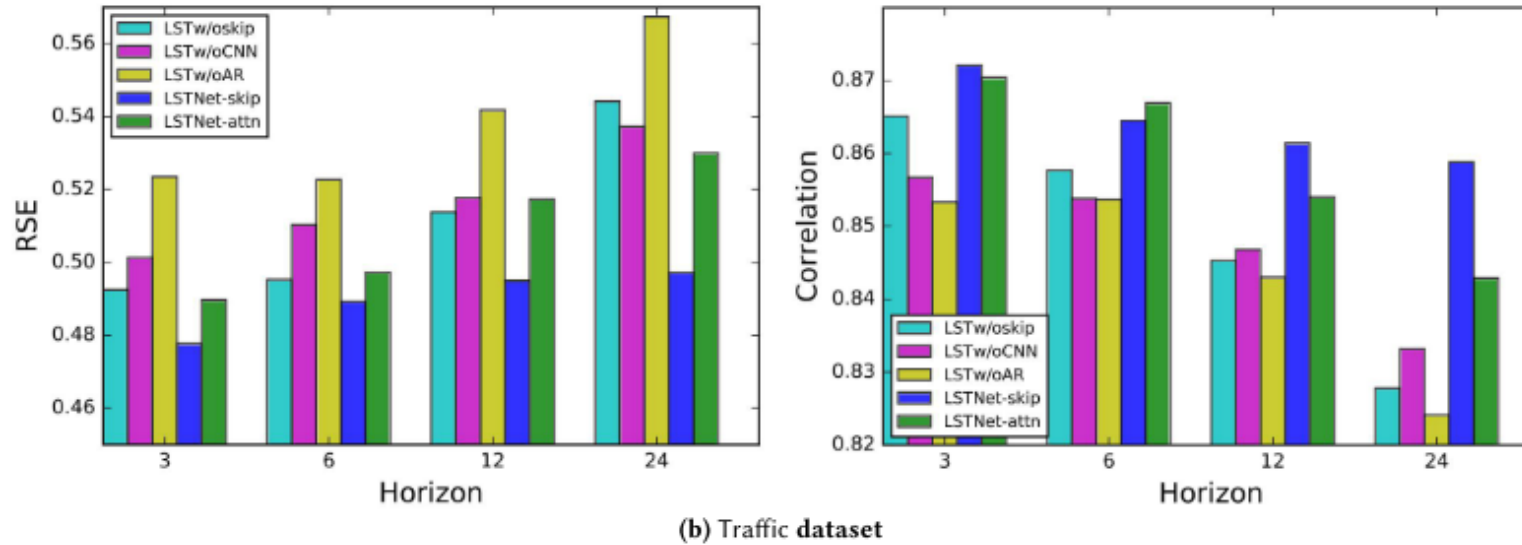 RSE
0.56
0.54
0.52
0.50
0.48
0.46
LSTw/oskip
LSTw/oCNN
LSTw/oAR
LSTNet-skip
LSTNet-attn
3 6 12 24
Horizon
Correlation
0.87
0.86
0.85
0.84
0.83
0.82
LSTw/oskip
LSTw/oCNN
LSTw/oAR
LSTNet-skip
LSTNet-attn
3 6 12 24
Horizon
(b) Traffic dataset